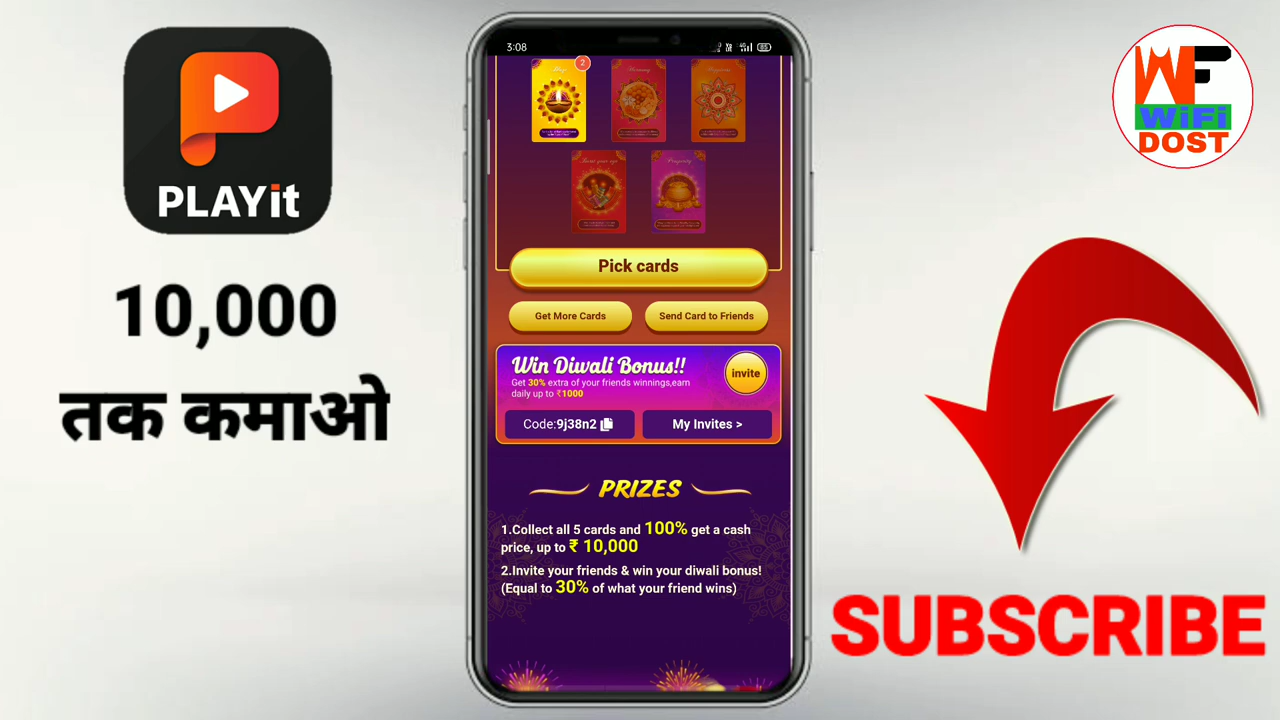 PLAYit
10,000
तक कमाओ
3:08
2
Pick cards
Get More Cards
Send Card to Friends
Win Diwali Bonus!!
Get 30% extra of your friends winnings,earn
daily up to ₹1000
invite
Code:9j38n2
My Invites >
PRIZES
1.Collect all 5 cards and 100% get a cash
price, up to ₹ 10,000
2.Invite your friends & win your diwali bonus!
(Equal to 30% of what your friend wins)
WF
WiFi
DOST
SUBSCRIBE